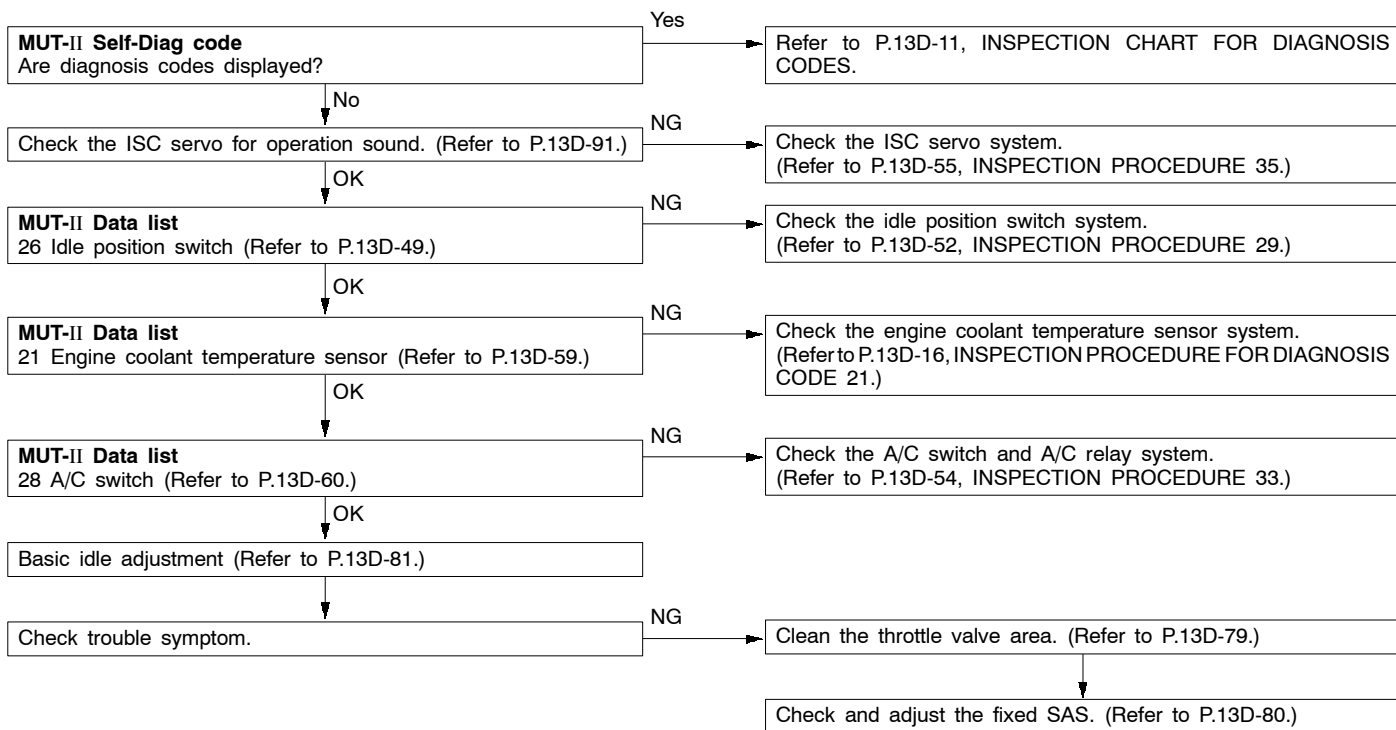 MUT-II Self-Diag code
Are diagnosis codes displayed?
Yes
Refer to P.13D-11, INSPECTION CHART FOR DIAGNOSIS
CODES.
No
Check the ISC servo for operation sound. (Refer to P.13D-91.)
NG
Check the ISC servo system.
(Refer to P.13D-55, INSPECTION PROCEDURE 35.)
OK
MUT-II Data list
26 Idle position switch (Refer to P.13D-49.)
NG
Check the idle position switch system.
(Refer to P.13D-52, INSPECTION PROCEDURE 29.)
OK
MUT-II Data list
21 Engine coolant temperature sensor (Refer to P.13D-59.)
NG
Check the engine coolant temperature sensor system.
(Refer to P.13D-16, INSPECTION PROCEDURE FOR DIAGNOSIS
CODE 21.)
OK
MUT-II Data list
28 A/C switch (Refer to P.13D-60.)
NG
Check the A/C switch and A/C relay system.
(Refer to P.13D-54, INSPECTION PROCEDURE 33.)
OK
Basic idle adjustment (Refer to P.13D-81.)
Check trouble symptom.
NG
Clean the throttle valve area. (Refer to P.13D-79.)
Check and adjust the fixed SAS. (Refer to P.13D-80.)